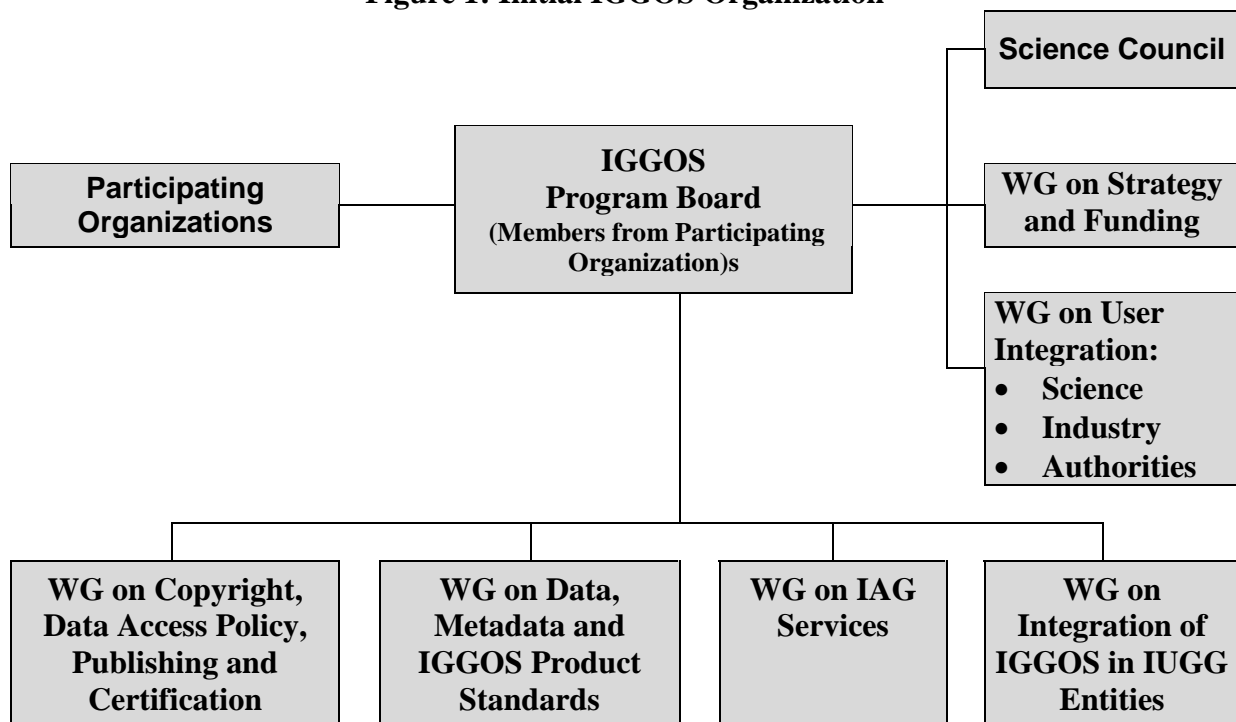 Figure 1: Initial IGGOS Organization
Science Council
IGGOS
Program Board
(Members from Participating
Organization)s
Participating
Organizations
WG on Strategy
and Funding
WG on User
Integration:
• Science
• Industry
• Authorities
WG on Copyright,
Data Access Policy,
Publishing and
Certification
WG on Data,
Metadata and
IGGOS Product
Standards
WG on IAG
Services
WG on
Integration of
IGGOS in IUGG
Entities